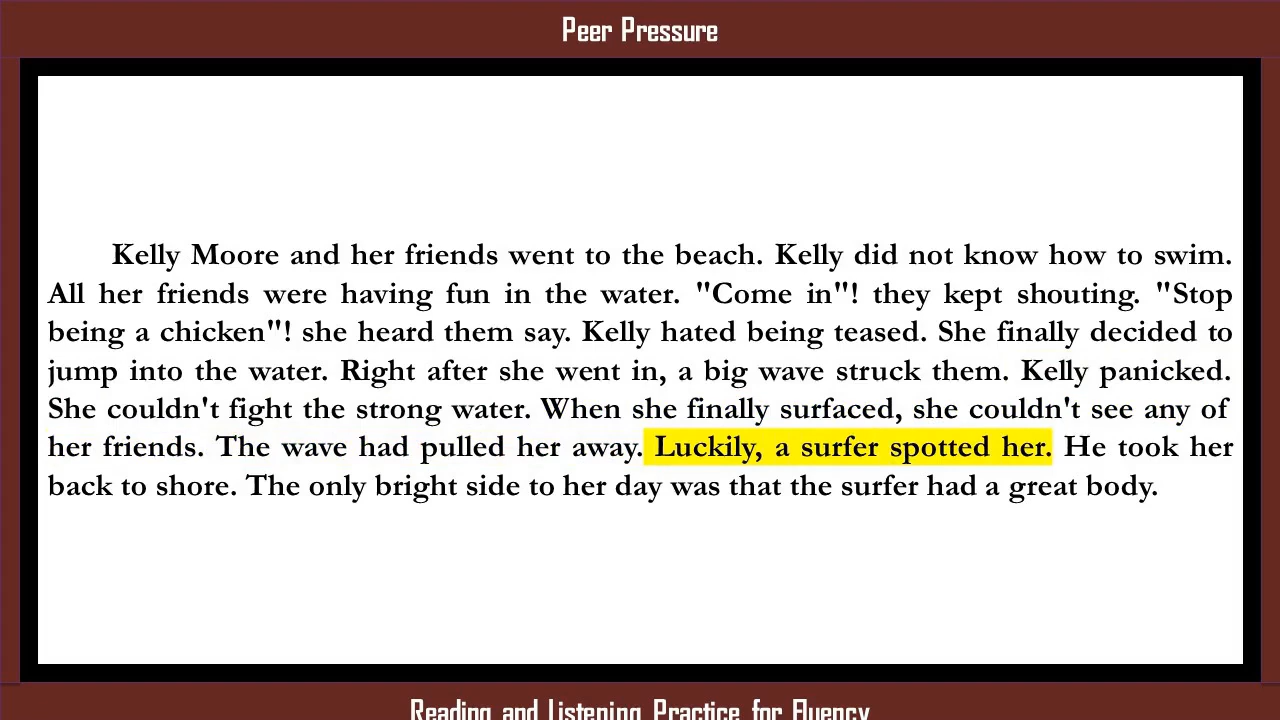 Peer Pressure
Kelly Moore and her friends went to the beach. Kelly did not know how to swim.
All her friends were having fun in the water. "Come in"! they kept shouting. "Stop
being a chicken"! she heard them say. Kelly hated being teased. She finally decided to
jump into the water. Right after she went in, a big wave struck them. Kelly panicked.
She couldn't fight the strong water. When she finally surfaced, she couldn't see any of
her friends. The wave had pulled her away. Luckily, a surfer spotted her. He took her
back to shore. The only bright side to her day was that the surfer had a great body.
Reading and Listening Practice for Fluency